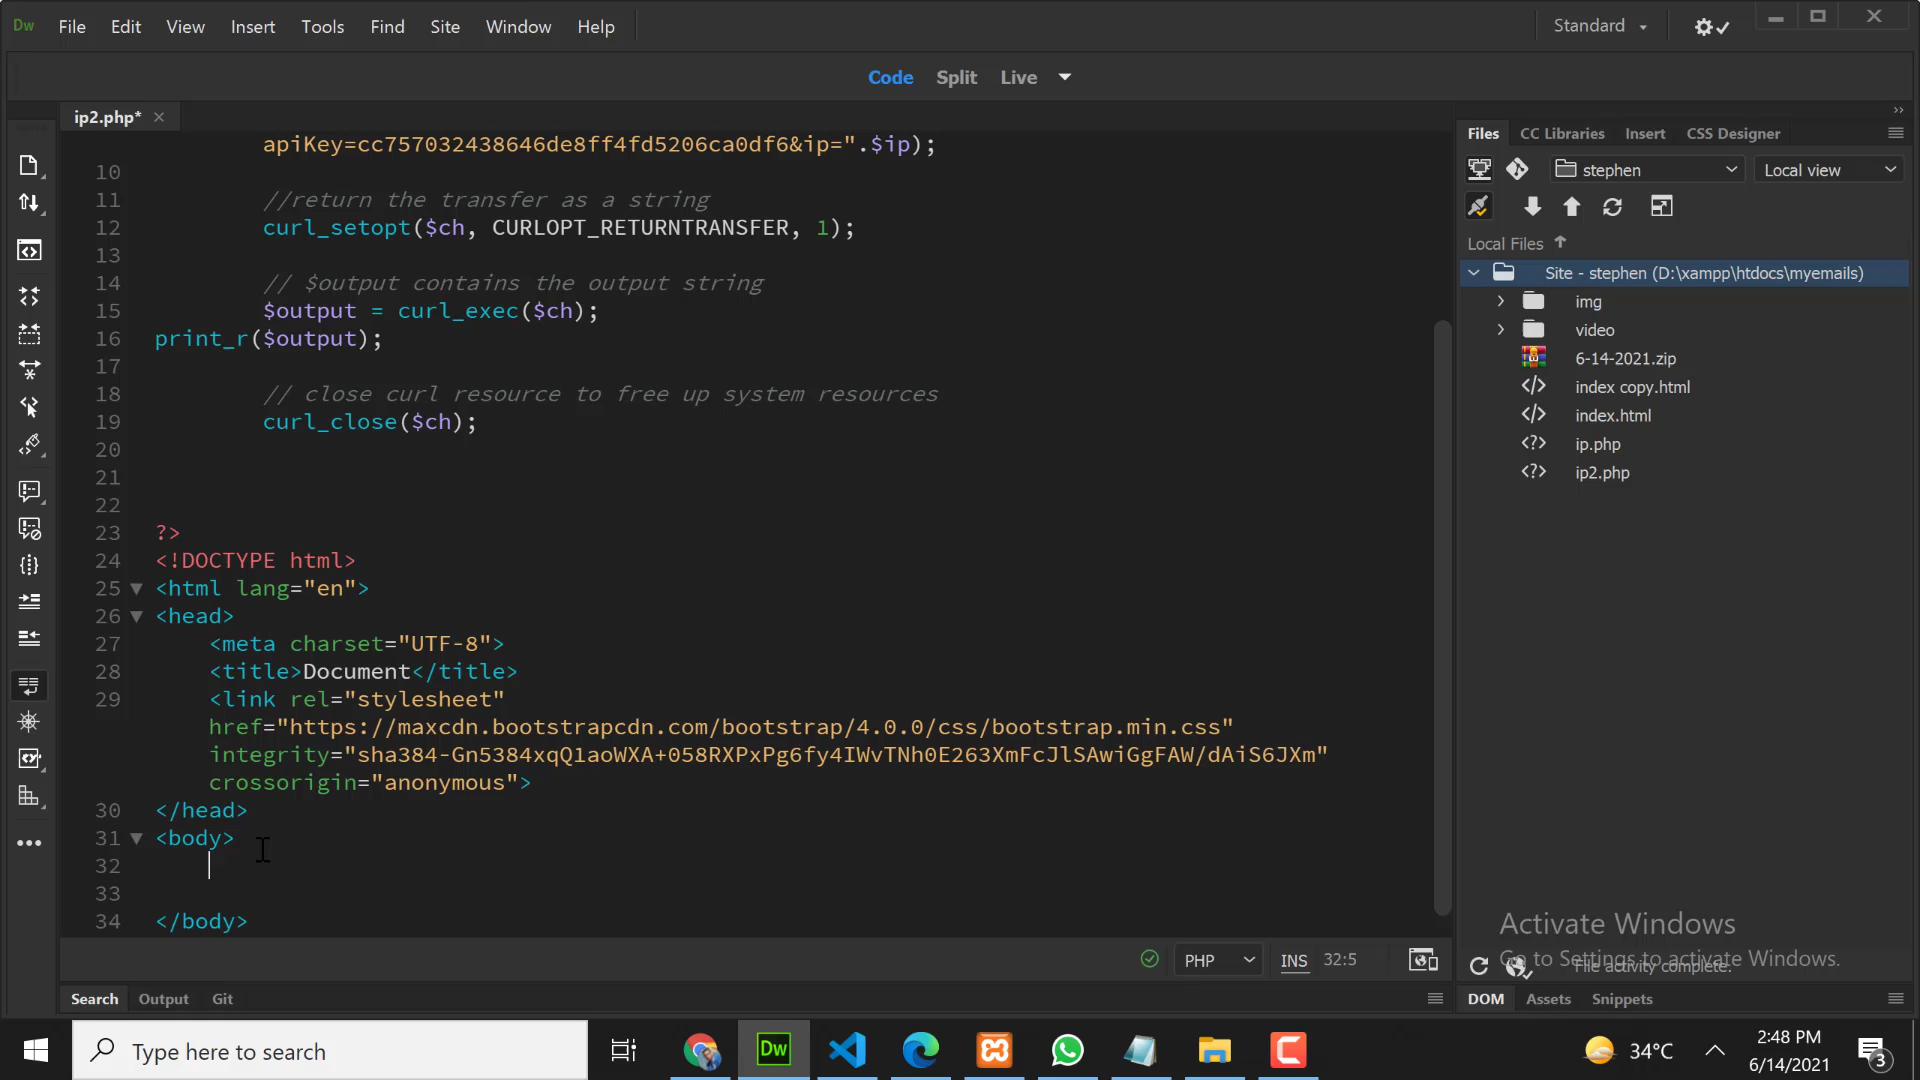 Dw File Edit View Insert Tools Find Site Window Help Standard
Code Split Live
ip2.php*
apiKey=cc757032438646de8ff4fd5206ca0df6&ip=".$ip);
10
11 //return the transfer as a string
12 curl_setopt($ch, CURLOPT_RETURNTRANSFER, 1);
13
14 // $output contains the output string
15 $output = curl_exec($ch);
16 print_r($output);
17
18 // close curl resource to free up system resources
19 curl_close($ch);
20
21
22
23 ?>
24 <!DOCTYPE html>
25 <html lang="en">
26 <head>
27 <meta charset="UTF-8">
28 <title>Document</title>
29 <link rel="stylesheet"
href="https://maxcdn.bootstrapcdn.com/bootstrap/4.0.0/css/bootstrap.min.css"
integrity="sha384-Gn5384xqQ1aoWXA+058RXPxPg6fy4IWvTNh0E263XmFcJlSAwiGgFAW/dAiS6JXm"
crossorigin="anonymous">
30 </head>
31 <body>
32
33
34 </body>
PHP INS 32:5
Search Output Git
Files CC Libraries Insert CSS Designer
stephen Local view
Local Files
Site - stephen (D:\xampp\htdocs\myemails)
img
video
6-14-2021.zip
index copy.html
index.html
ip.php
ip2.php
Activate Windows
Go to Settings to activate Windows.
File activity complete.
DOM Assets Snippets
Type here to search
Dw
34°C
2:48 PM
6/14/2021
3